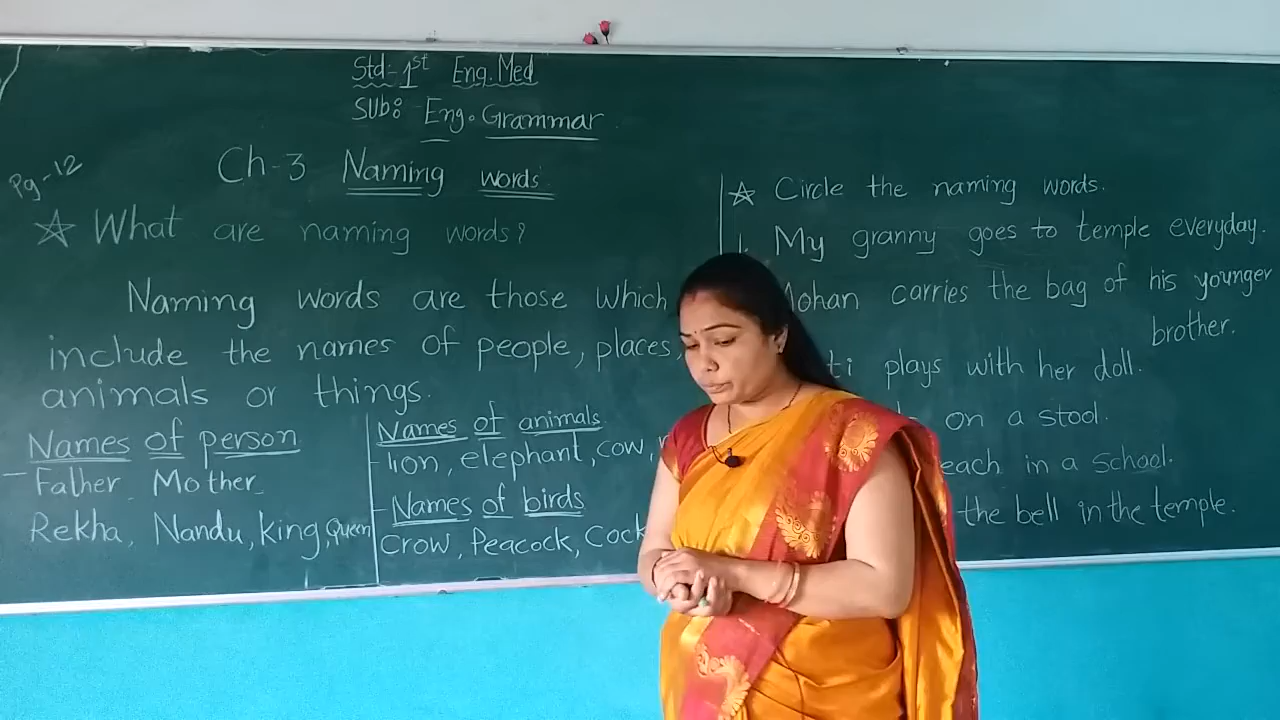 Std:- 1st Eng. Med
Sub: Eng. Grammar
Pg-12
Ch-3 Naming words.
☆ What are naming words?
Naming words are those which
include the names of people, places,
animals or things.
Names of person
- Father Mother
Rekha, Nandu, King, Queen
Names of animals
- lion, elephant, cow,
- Names of birds
Crow, Peacock, Cock
☆ Circle the naming words.
1. My granny goes to temple everyday.
Mohan carries the bag of his younger
brother.
plays with her doll.
on a stool.
in a school.
the bell in the temple.